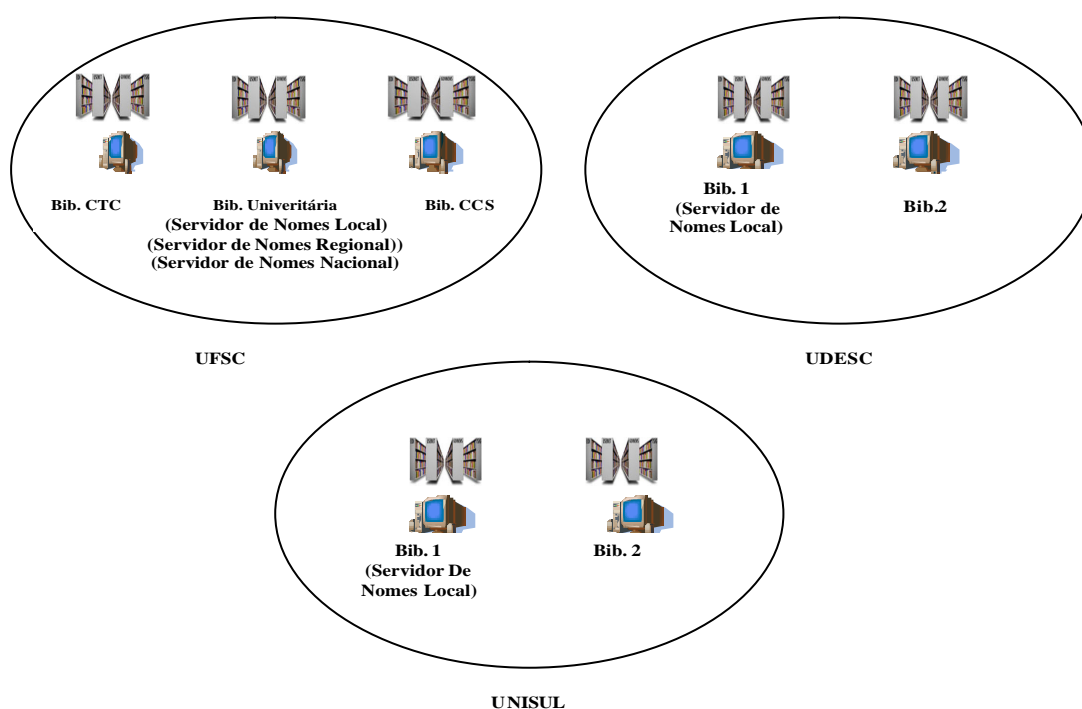 Bib. CTC
Bib. Univeritária
(Servidor de Nomes Local)
(Servidor de Nomes Regional))
(Servidor de Nomes Nacional)
Bib. CCS
UFSC
Bib. 1
(Servidor de
Nomes Local)
Bib.2
UDESC
Bib. 1
(Servidor De
Nomes Local)
Bib. 2
UNISUL